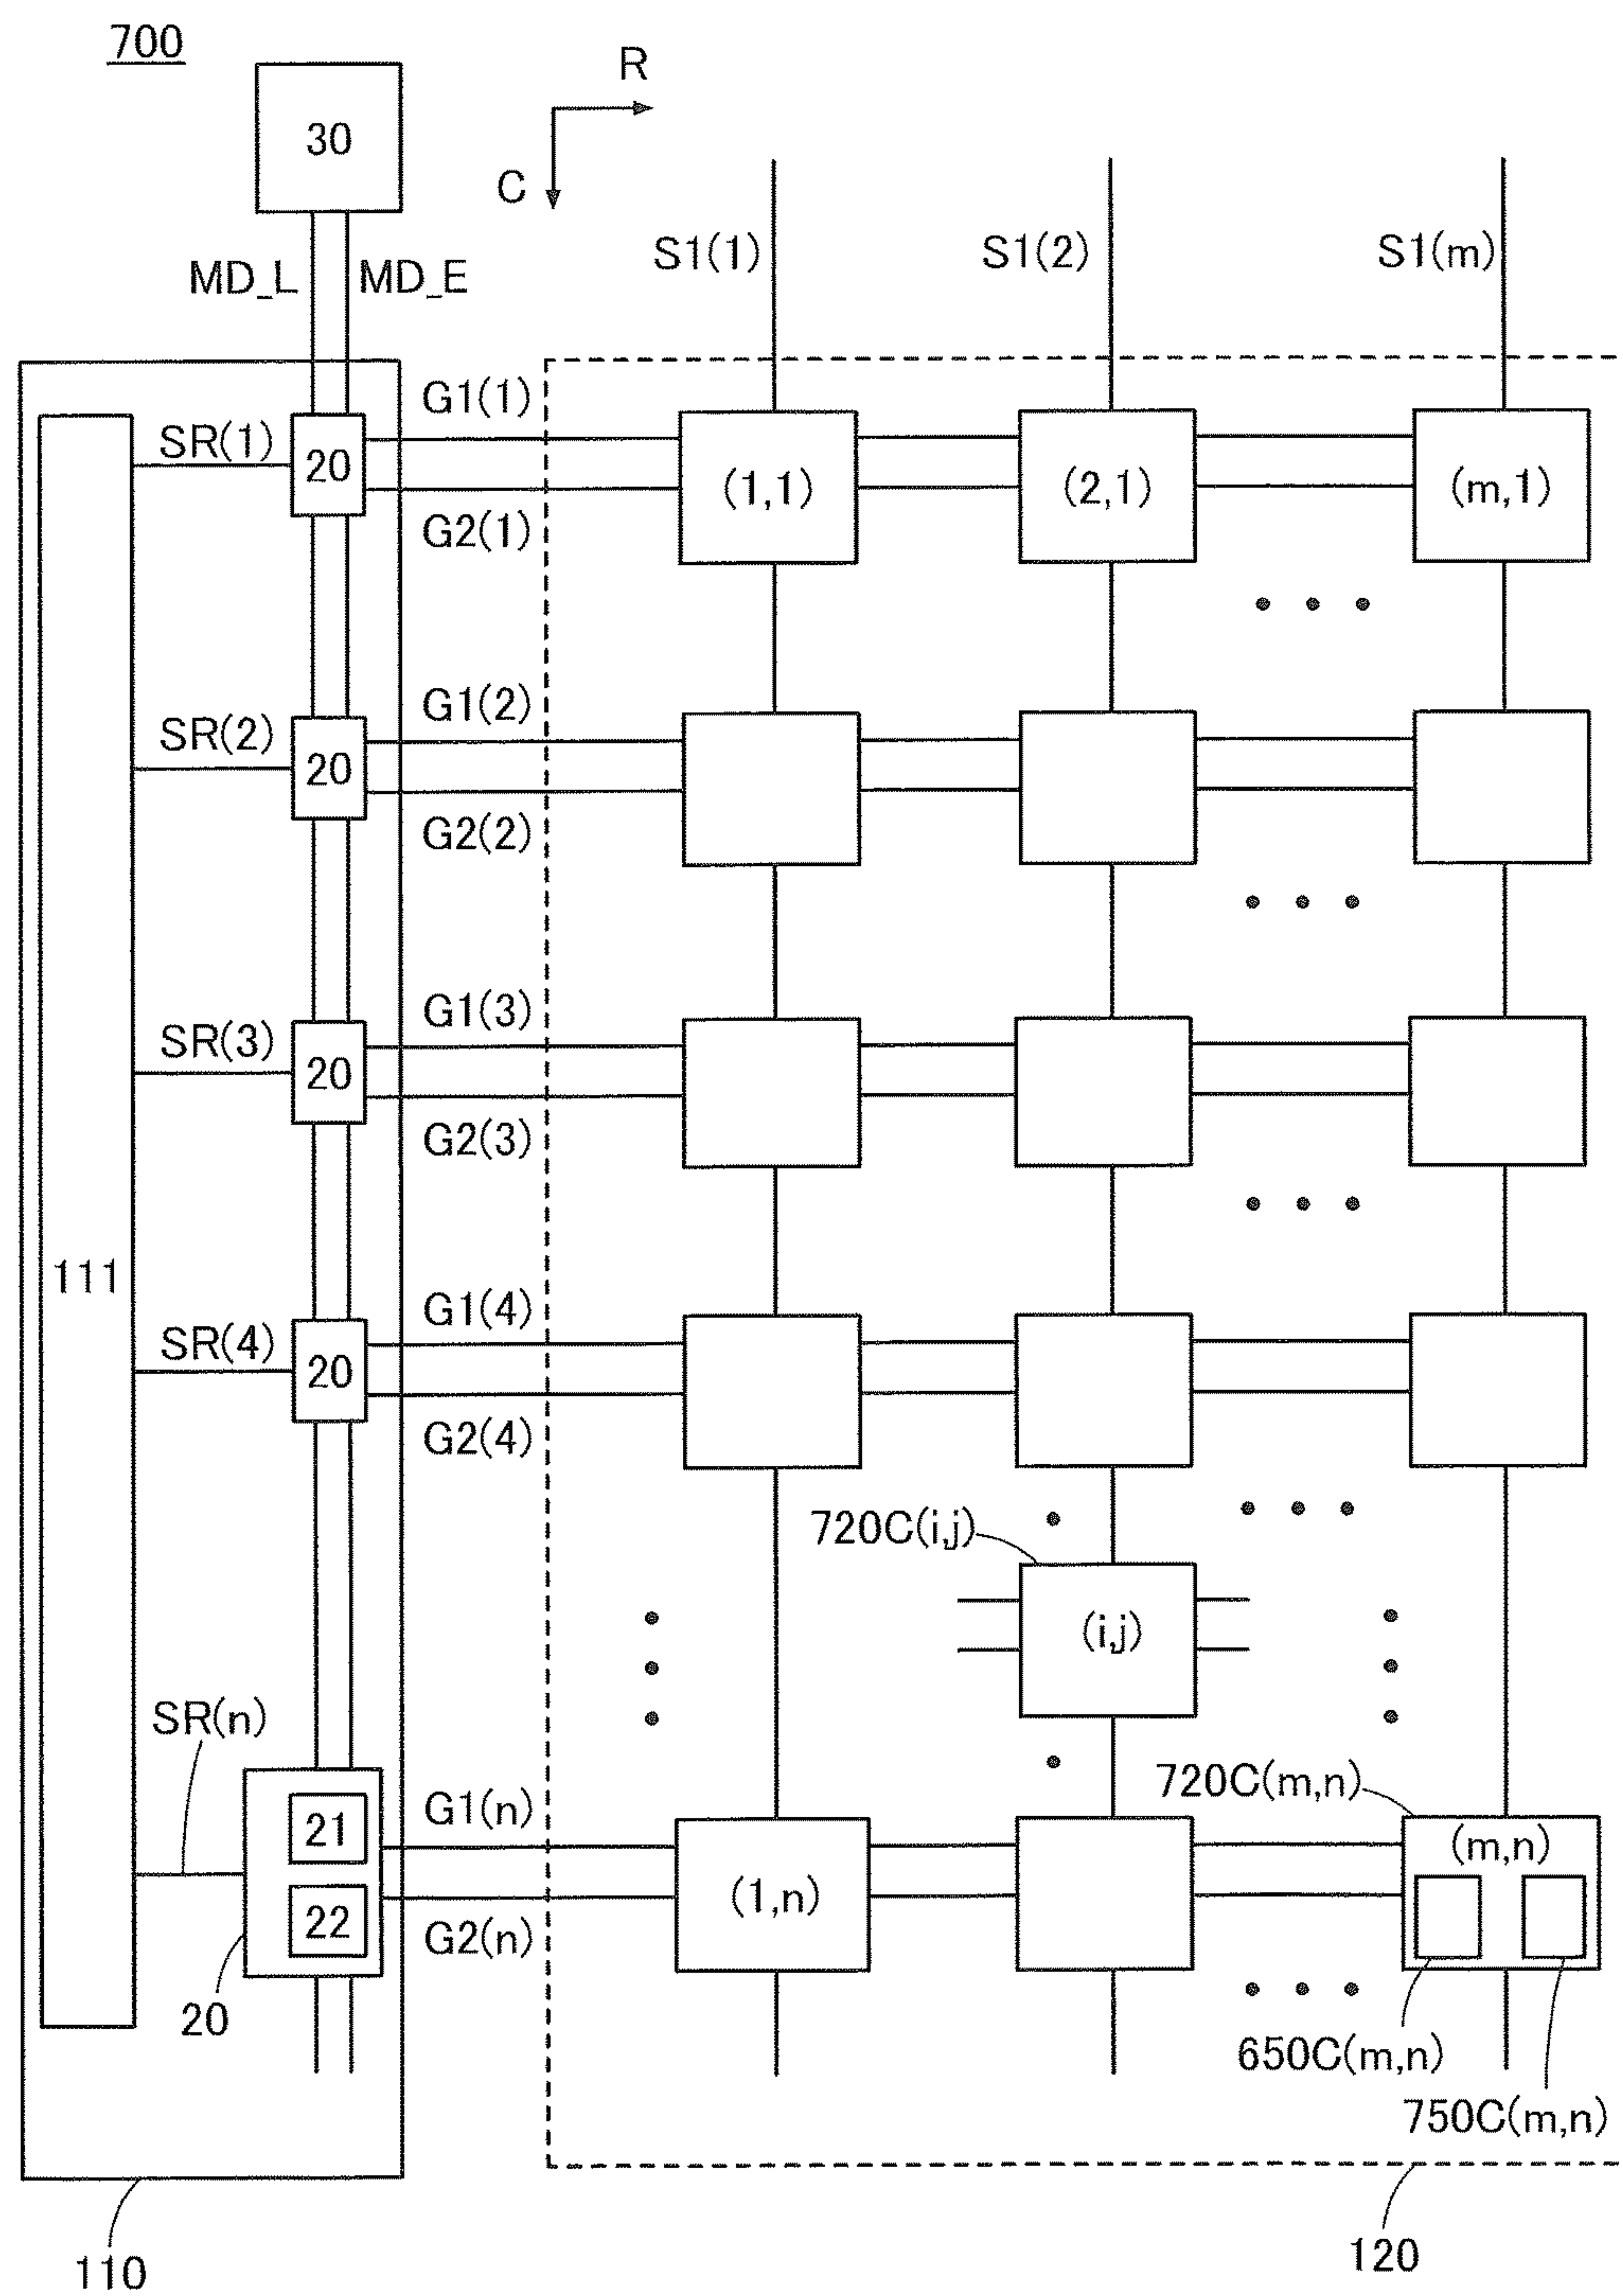 700
30
R
C
S1(1)
S1(2)
S1(m)
MD_L
MD_E
G1(1)
SR(1)
20
(1,1)
(2,1)
(m,1)
G2(1)
G1(2)
SR(2)
20
G2(2)
G1(3)
SR(3)
20
G2(3)
111
G1(4)
SR(4)
20
G2(4)
720C(i,j)
(i,j)
SR(n)
720C(m,n)
G1(n)
21
(m,n)
(1,n)
22
G2(n)
20
650C(m,n)
750C(m,n)
110
120